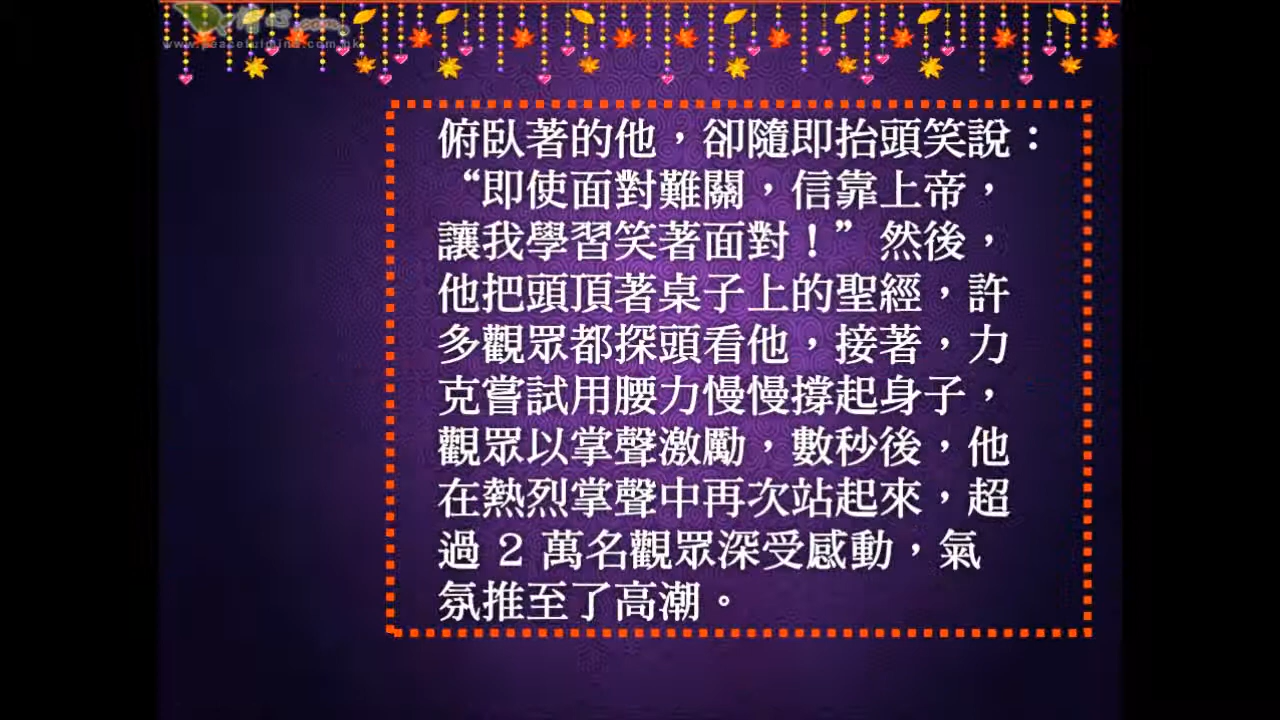 www.peacefulmind.com.hk
俯臥著的他，卻隨即抬頭笑說：
“即使面對難關，信靠上帝，
讓我學習笑著面對！”然後，
他把頭頂著桌子上的聖經，許
多觀眾都探頭看他，接著，力
克嘗試用腰力慢慢撐起身子，
觀眾以掌聲激勵，數秒後，他
在熱烈掌聲中再次站起來，超
過 2 萬名觀眾深受感動，氣
氛推至了高潮。